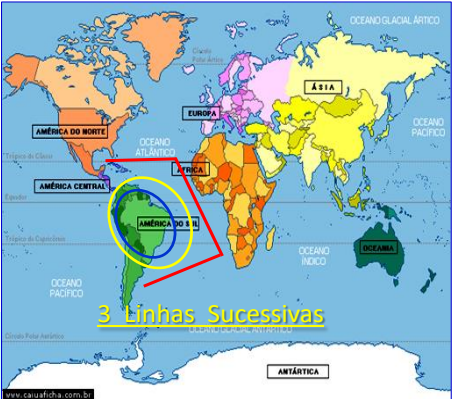 OCEANO GLACIAL ÁRTICO
Círculo
Polar Ártico
ÁSIA
EUROPA
AMÉRICA DO NORTE
OCEANO
ATLÂNTICO
OCEANO
PACÍFICO
Trópico de Câncer
ÁFRICA
AMÉRICA CENTRAL
Equador
AMÉRICA DO SUL
Trópico de Capricórnio
OCEANO
ÍNDICO
OCEANIA
OCEANO
PACÍFICO
3 Linhas Sucessivas
OCEANO GLACIAL ANTÁRTICO
Círculo Polar Antártico
ANTÁRTICA
www.caiuaficha.com.br